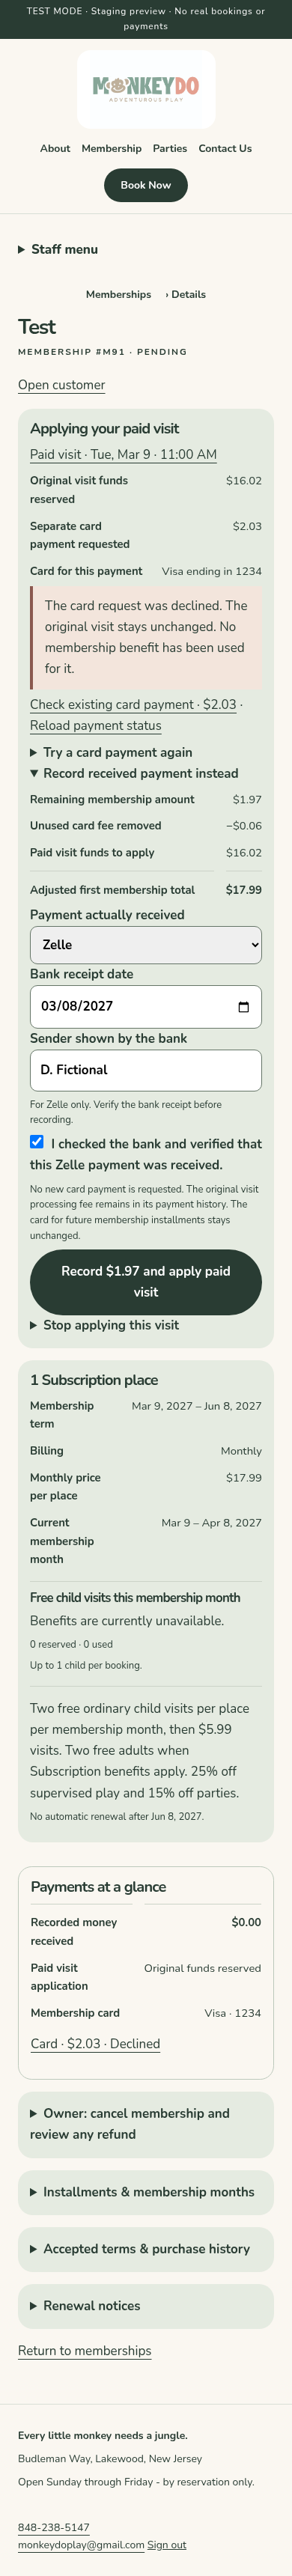 TEST MODE · Staging preview · No real bookings or
payments
MONKEYDO
ADVENTUROUS PLAY
About Membership Parties Contact Us
Book Now
▶ Staff menu
Memberships › Details
Test
MEMBERSHIP #M91 · PENDING
Open customer
Applying your paid visit
Paid visit · Tue, Mar 9 · 11:00 AM
Original visit funds reserved $16.02
Separate card payment requested $2.03
Card for this payment Visa ending in 1234
The card request was declined. The
original visit stays unchanged. No
membership benefit has been used
for it.
Check existing card payment · $2.03 ·
Reload payment status
▶ Try a card payment again
▼ Record received payment instead
Remaining membership amount $1.97
Unused card fee removed −$0.06
Paid visit funds to apply $16.02
Adjusted first membership total $17.99
Payment actually received
Zelle
Bank receipt date
03/08/2027
Sender shown by the bank
D. Fictional
For Zelle only. Verify the bank receipt before
recording.
I checked the bank and verified that
this Zelle payment was received.
No new card payment is requested. The original visit
processing fee remains in its payment history. The
card for future membership installments stays
unchanged.
Record $1.97 and apply paid
visit
▶ Stop applying this visit
1 Subscription place
Membership term Mar 9, 2027 – Jun 8, 2027
Billing Monthly
Monthly price per place $17.99
Current membership month Mar 9 – Apr 8, 2027
Free child visits this membership month
Benefits are currently unavailable.
0 reserved · 0 used
Up to 1 child per booking.
Two free ordinary child visits per place
per membership month, then $5.99
visits. Two free adults when
Subscription benefits apply. 25% off
supervised play and 15% off parties.
No automatic renewal after Jun 8, 2027.
Payments at a glance
Recorded money received $0.00
Paid visit application Original funds reserved
Membership card Visa · 1234
Card · $2.03 · Declined
▶ Owner: cancel membership and
review any refund
▶ Installments & membership months
▶ Accepted terms & purchase history
▶ Renewal notices
Return to memberships
Every little monkey needs a jungle.
Budleman Way, Lakewood, New Jersey
Open Sunday through Friday - by reservation only.
848-238-5147
monkeydoplay@gmail.com Sign out